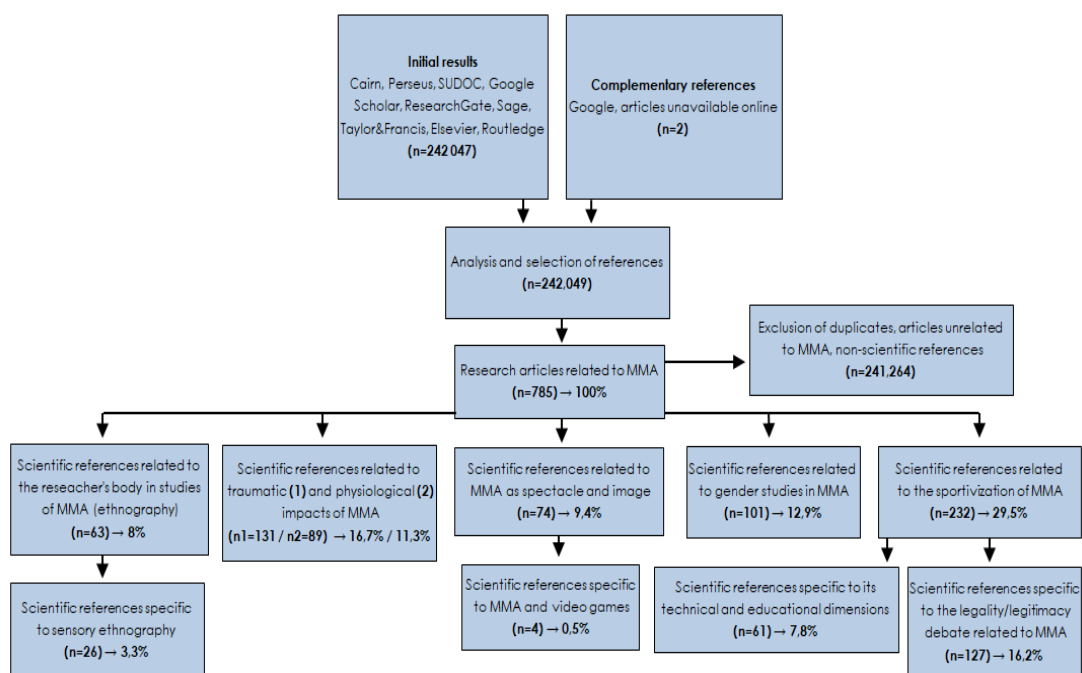 Initial results
Cairn, Perseus, SUDOC, Google
Scholar, ResearchGate, Sage,
Taylor&Francis, Elsevier, Routledge
(n=242 047)
Complementary references
Google, articles unavailable online
(n=2)
Analysis and selection of references
(n=242,049)
Exclusion of duplicates, articles unrelated
to MMA, non-scientific references
(n=241,264)
Research articles related to MMA
(n=785) → 100%
Scientific references related to
the reseacher's body in studies
of MMA (ethnography)
(n=63) → 8%
Scientific references related to
traumatic (1) and physiological (2)
impacts of MMA
(n1=131 / n2=89) → 16,7% / 11,3%
Scientific references related to
MMA as spectacle and image
(n=74) → 9,4%
Scientific references related
to gender studies in MMA
(n=101) → 12,9%
Scientific references related
to the sportivization of MMA
(n=232) → 29,5%
Scientific references specific
to sensory ethnography
(n=26) → 3,3%
Scientific references specific
to MMA and video games
(n=4) → 0,5%
Scientific references specific to its
technical and educational dimensions
(n=61) → 7,8%
Scientific references specific
to the legality/legitimacy
debate related to MMA
(n=127) → 16,2%